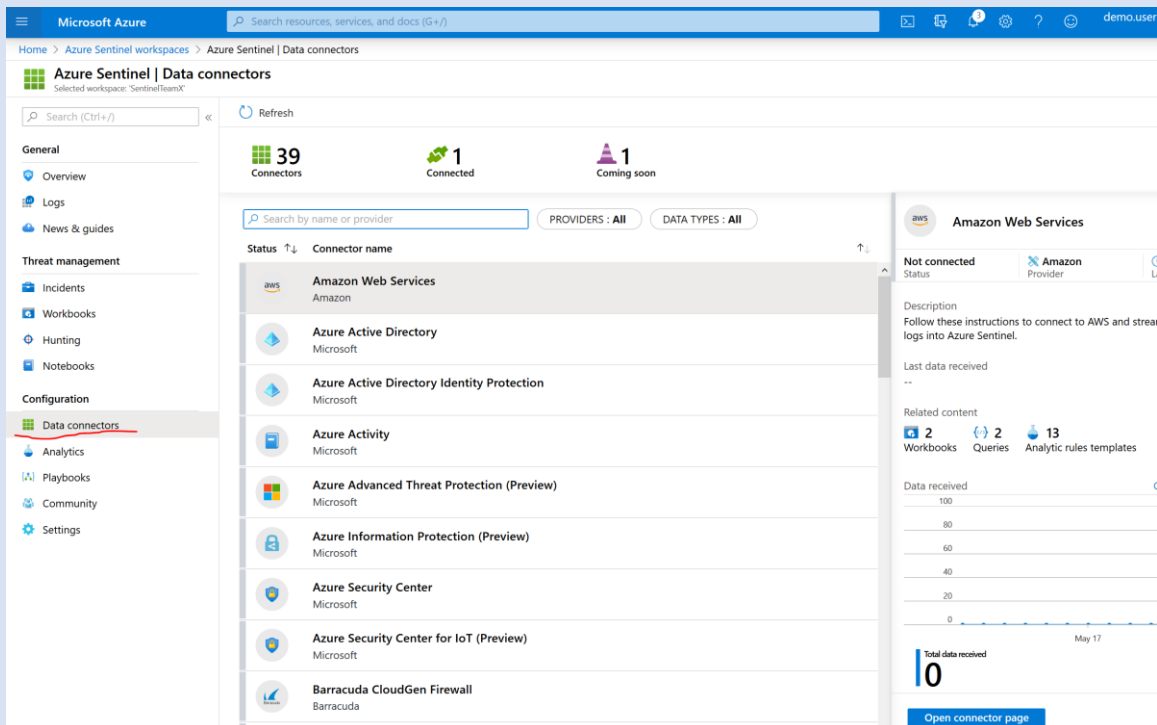 Microsoft Azure
Search resources, services, and docs (G+/)
3
demo.user
Home > Azure Sentinel workspaces > Azure Sentinel | Data connectors
Azure Sentinel | Data connectors
Selected workspace: 'SentinelTeamX'
Search (Ctrl+/)
«
General
Overview
Logs
News & guides
Threat management
Incidents
Workbooks
Hunting
Notebooks
Configuration
Data connectors
Analytics
Playbooks
Community
Settings
Refresh
39
Connectors
1
Connected
1
Coming soon
Search by name or provider
PROVIDERS : All
DATA TYPES : All
Status ↑↓ Connector name ↑↓
aws
Amazon Web Services
Amazon
Azure Active Directory
Microsoft
Azure Active Directory Identity Protection
Microsoft
Azure Activity
Microsoft
Azure Advanced Threat Protection (Preview)
Microsoft
Azure Information Protection (Preview)
Microsoft
Azure Security Center
Microsoft
Azure Security Center for IoT (Preview)
Microsoft
Barracuda CloudGen Firewall
Barracuda
aws
Amazon Web Services
Not connected
Status
Amazon
Provider
Description
Follow these instructions to connect to AWS and strear
logs into Azure Sentinel.
Last data received
--
Related content
2
Workbooks
2
Queries
13
Analytic rules templates
Data received
100
80
60
40
20
0
May 17
Total data received
0
Open connector page